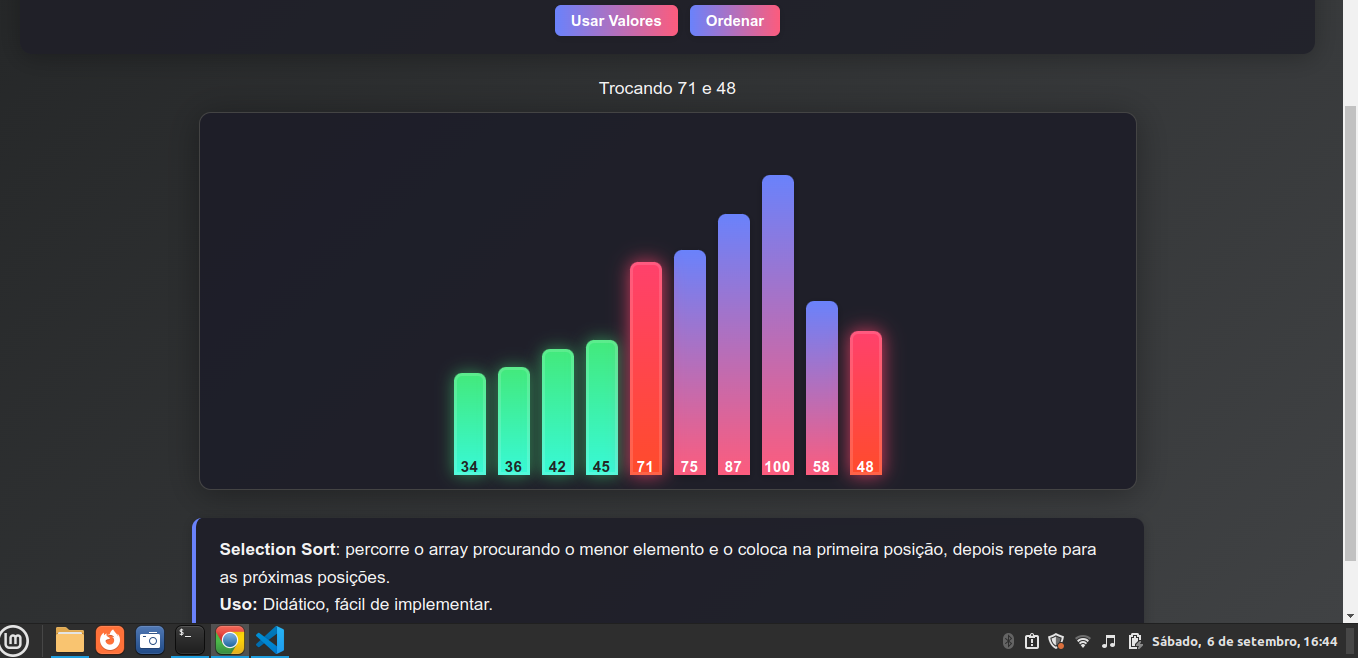 Usar Valores Ordenar
Trocando 71 e 48
34 36 42 45 71 75 87 100 58 48
Selection Sort: percorre o array procurando o menor elemento e o coloca na primeira posição, depois repete para
as próximas posições.
Uso: Didático, fácil de implementar.
Sábado, 6 de setembro, 16:44